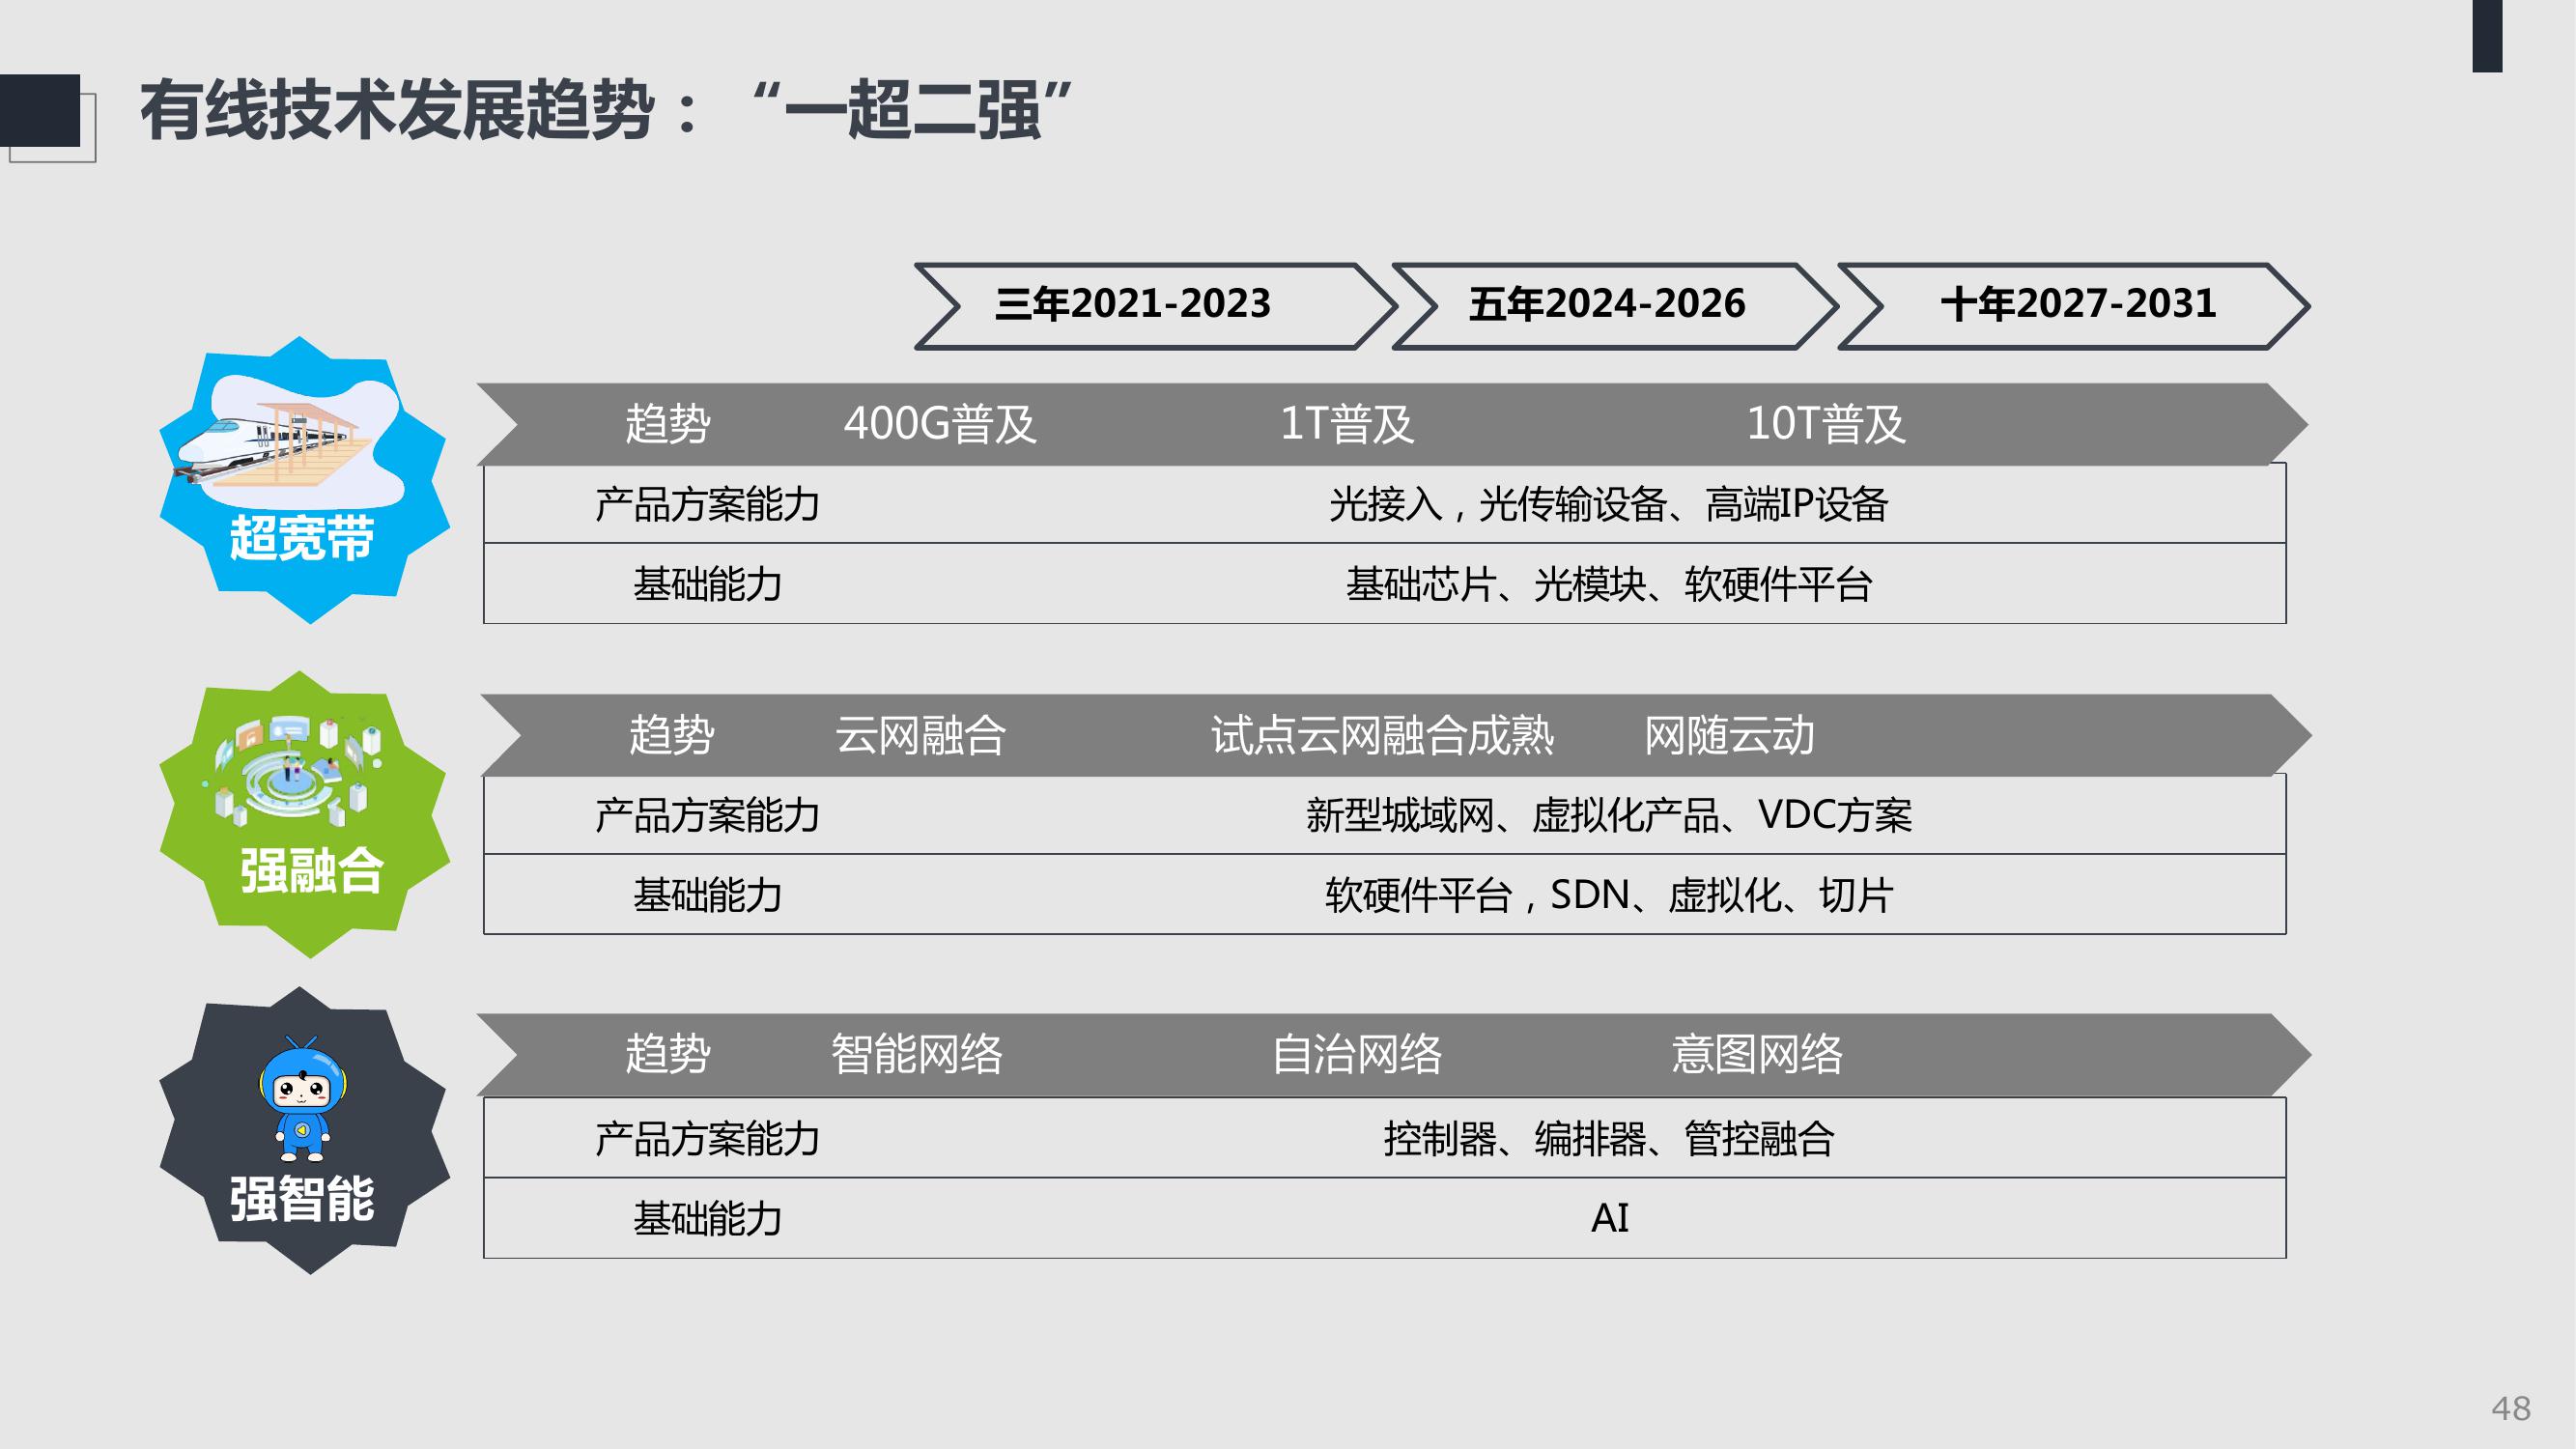 有线技术发展趋势：“一超二强”
三年2021-2023 五年2024-2026 十年2027-2031
趋势 400G普及 1T普及 10T普及
产品方案能力 光接入，光传输设备、高端IP设备
超宽带
基础能力 基础芯片、光模块、软硬件平台
趋势 云网融合 试点云网融合成熟 网随云动
产品方案能力 新型城域网、虚拟化产品、VDC方案
强融合
基础能力 软硬件平台，SDN、虚拟化、切片
趋势 智能网络 自治网络 意图网络
产品方案能力 控制器、编排器、管控融合
强智能
基础能力 AI
48